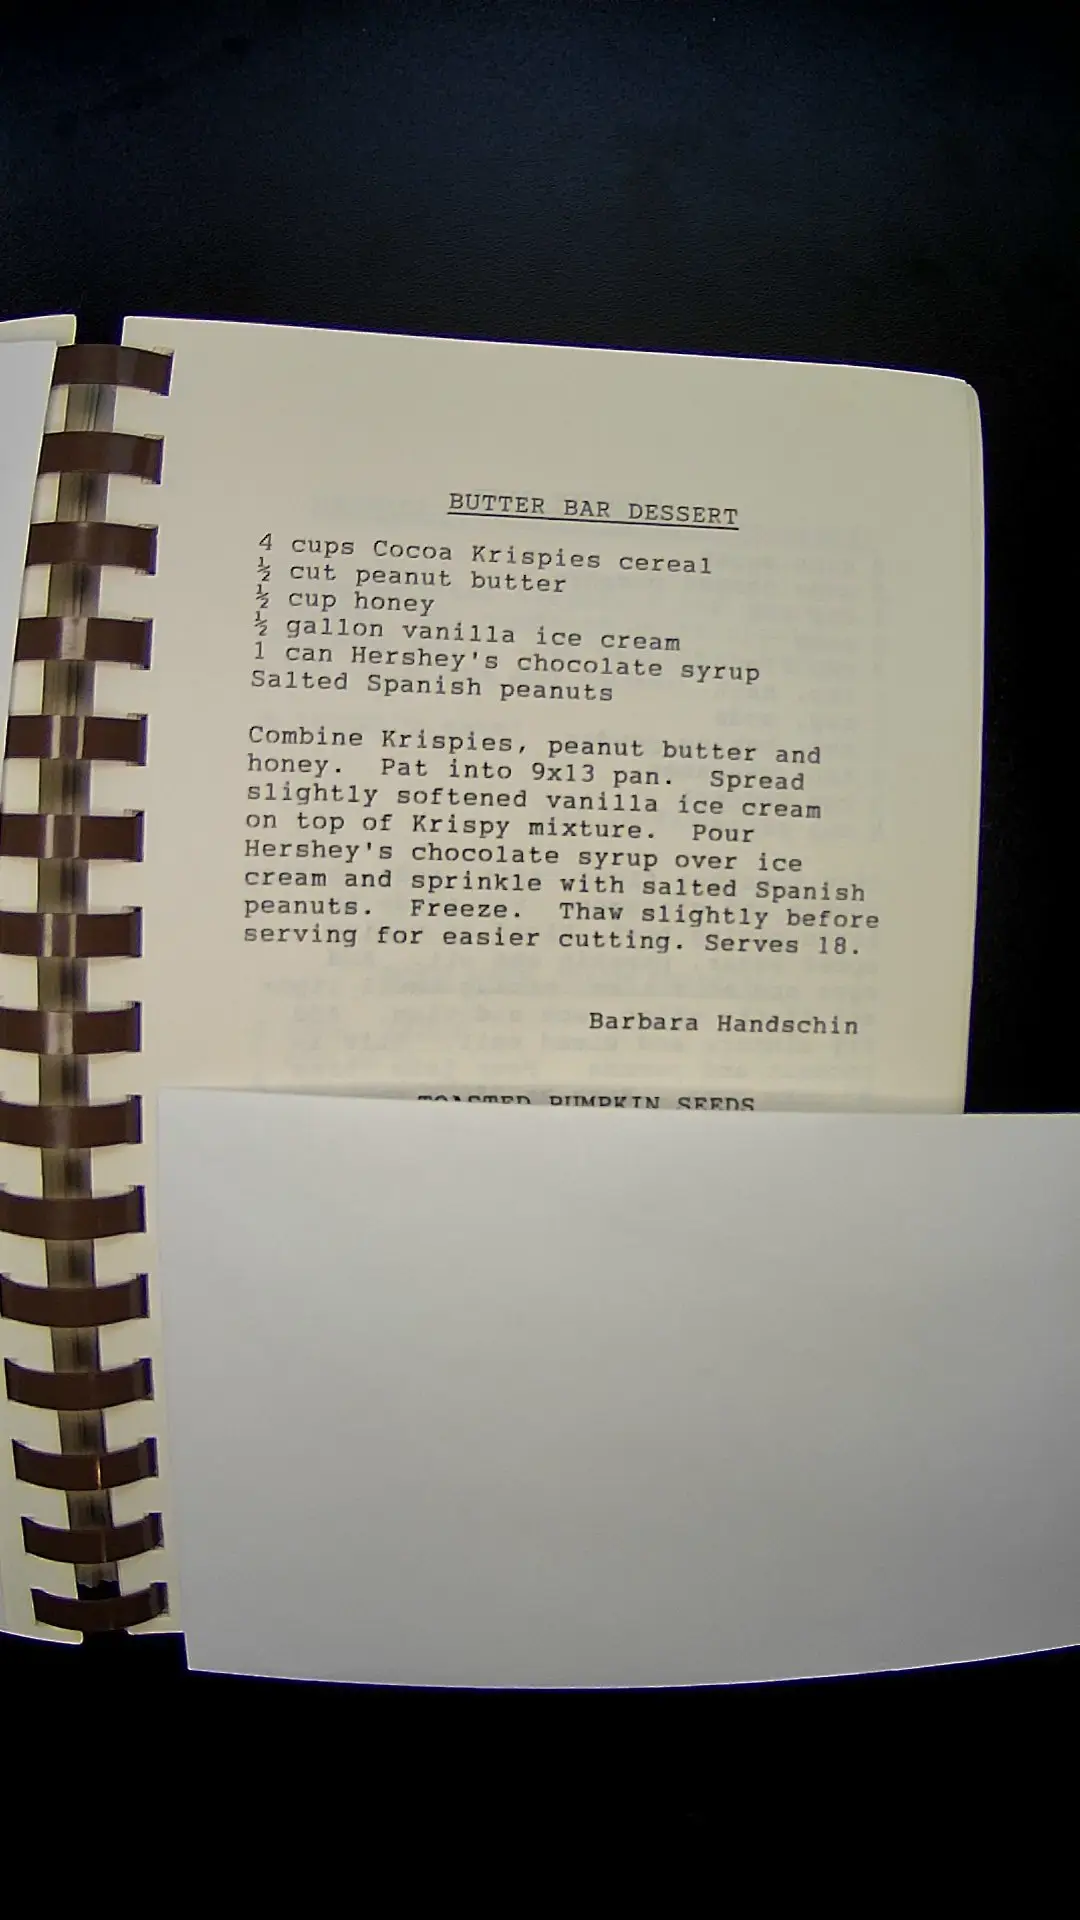 BUTTER BAR DESSERT
4 cups Cocoa Krispies cereal
½ cut peanut butter
½ cup honey
½ gallon vanilla ice cream
1 can Hershey's chocolate syrup
Salted Spanish peanuts
Combine Krispies, peanut butter and
honey. Pat into 9x13 pan. Spread
slightly softened vanilla ice cream
on top of Krispy mixture. Pour
Hershey's chocolate syrup over ice
cream and sprinkle with salted Spanish
peanuts. Freeze. Thaw slightly before
serving for easier cutting. Serves 18.
Barbara Handschin
TOASTED PUMPKIN SEEDS